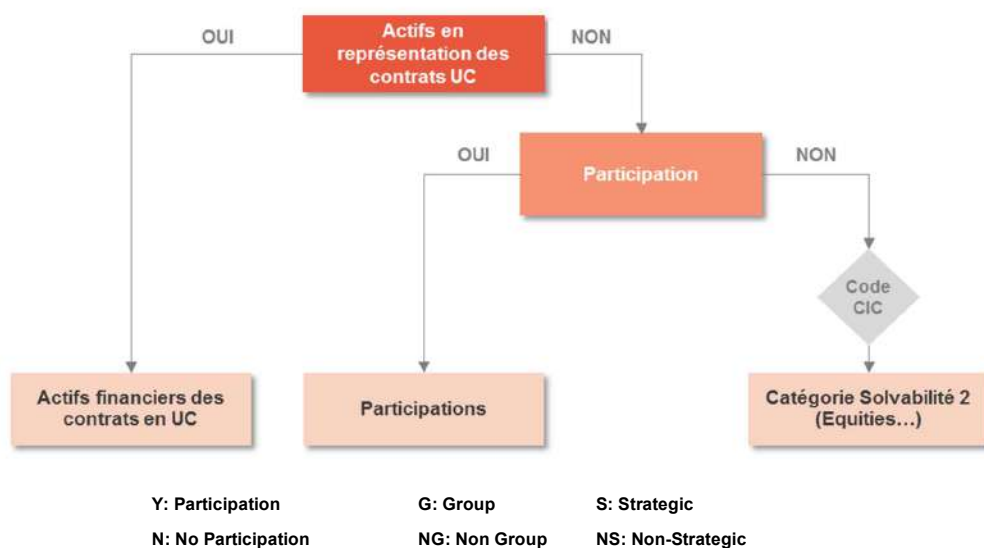 OUI
Actifs en
représentation des
contrats UC
NON
OUI
Participation
NON
Code
CIC
Actifs financiers des
contrats en UC
Participations
Catégorie Solvabilité 2
(Equities…)
Y: Participation G: Group S: Strategic
N: No Participation NG: Non Group NS: Non-Strategic